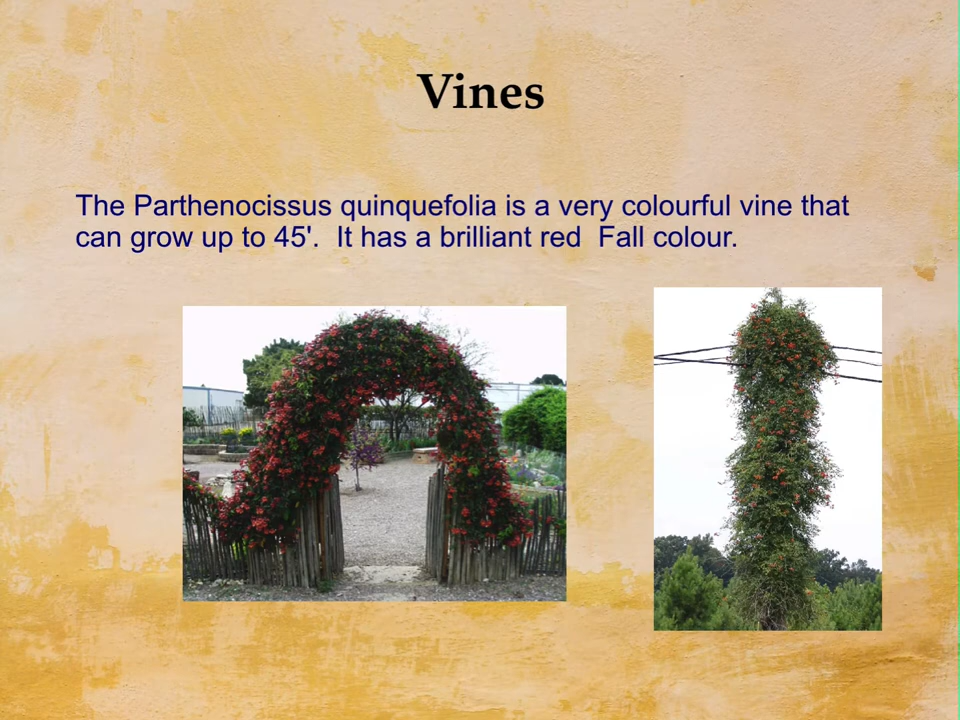 Vines
The Parthenocissus quinquefolia is a very colourful vine that
can grow up to 45'.  It has a brilliant red  Fall colour.